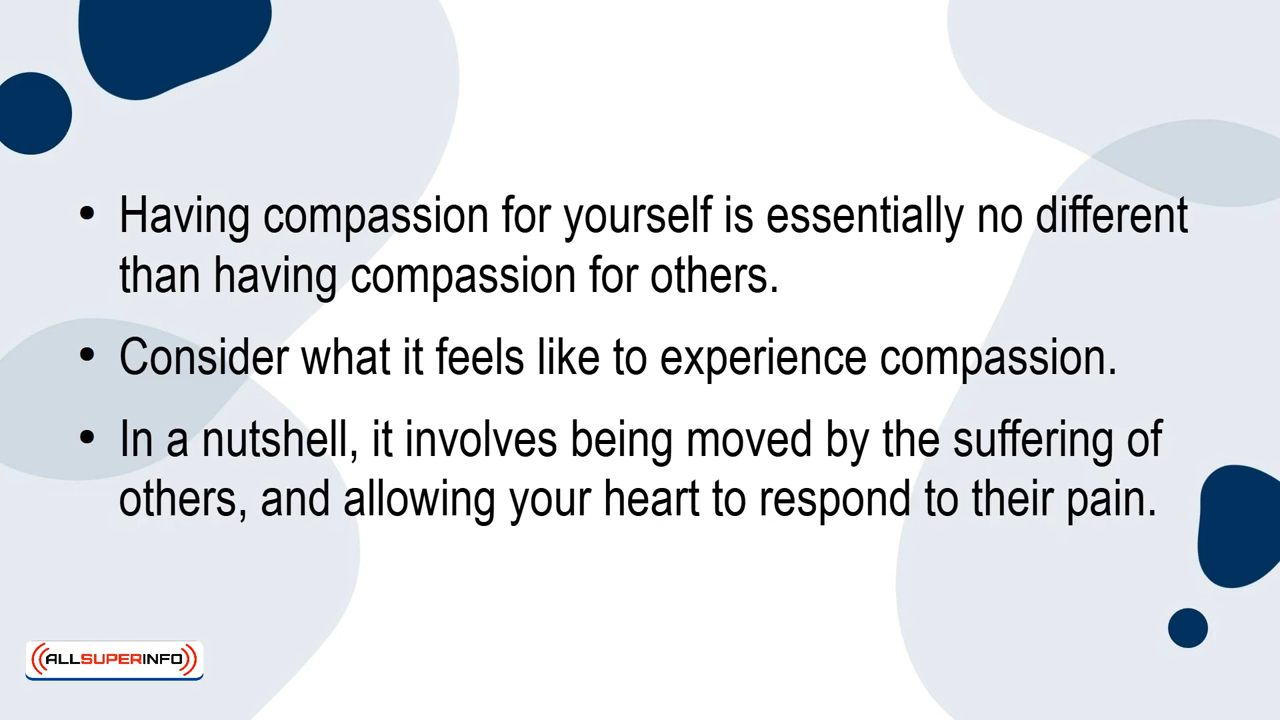 • Having compassion for yourself is essentially no different
than having compassion for others.
• Consider what it feels like to experience compassion.
• In a nutshell, it involves being moved by the suffering of
others, and allowing your heart to respond to their pain.
ALLSUPERINFO